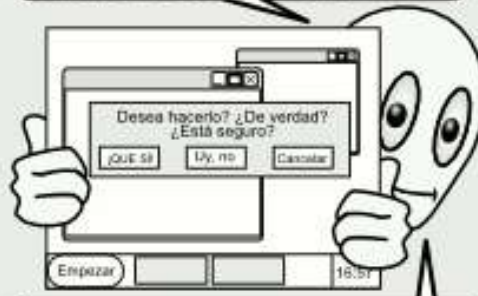 Desea hacerlo? ¿De verdad?
¿Está seguro?
¡QUE SÍ!
Uy, no
Cancelar
Empezar
16:57